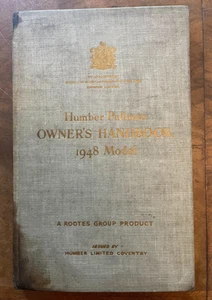 Humber Pullman
OWNER'S HANDBOOK
1948 Model
A ROOTES GROUP PRODUCT
ISSUED BY
HUMBER LIMITED COVENTRY